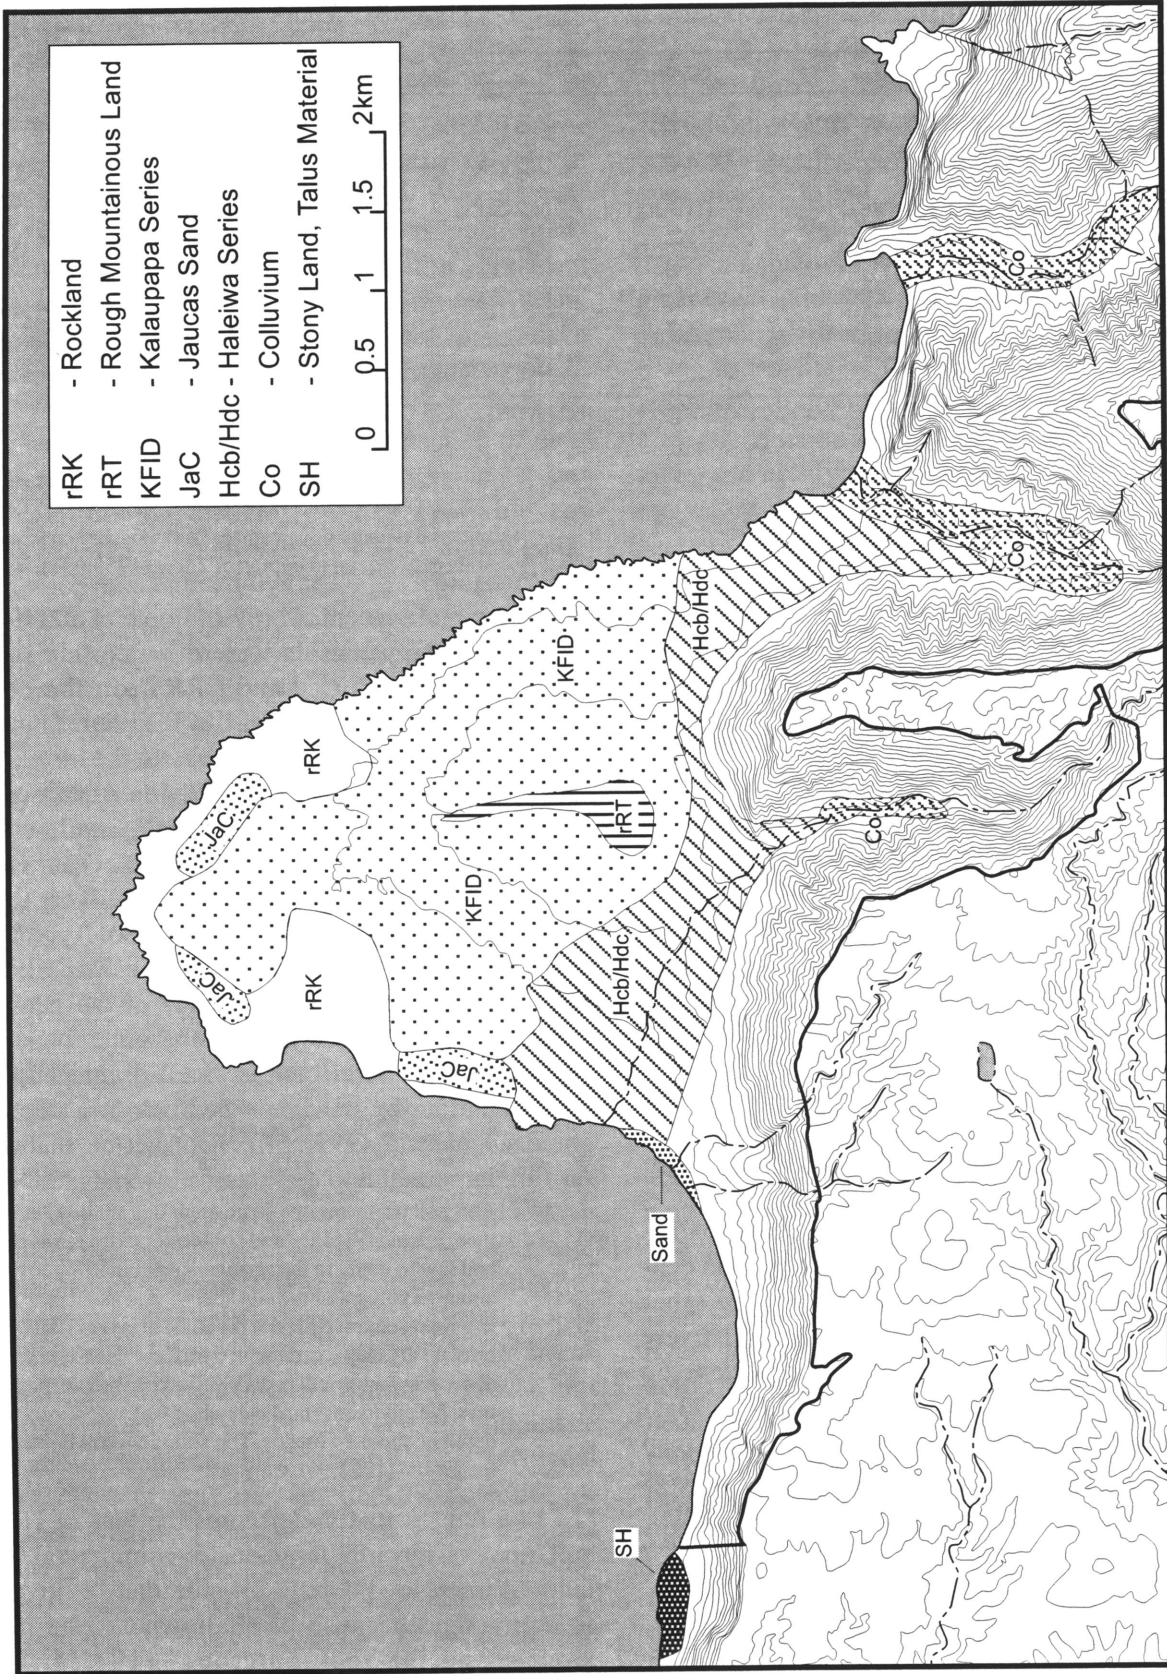 rRK - Rockland
rRT - Rough Mountainous Land
KFID - Kalaupapa Series
JaC - Jaucas Sand
Hcb/Hdc - Haleiwa Series
Co - Colluvium
SH - Stony Land, Talus Material
0 0.5 1 1.5 2km
JaC
JaC
rRK
rRK
JaC
KFID
KFID
rRT
Hcb/Hdc
Hcb/Hdc
Sand
SH
Co
Co
Co